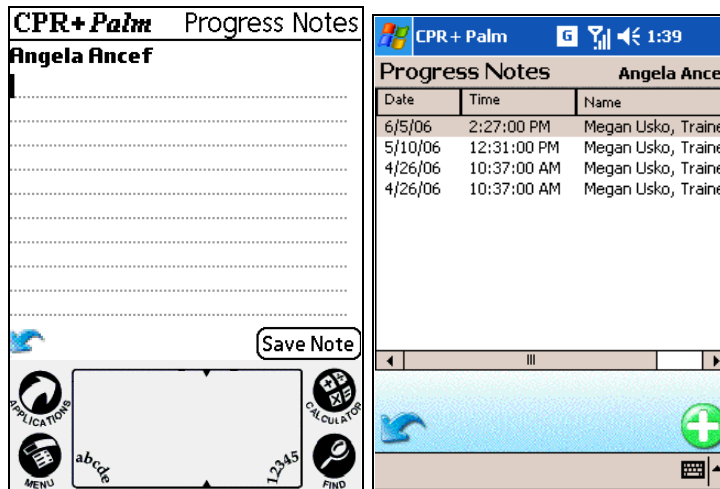 CPR+ Palm Progress Notes
Angela Ancef
Save Note
APPLICATIONS
CALCULATOR
MENU
abcde
12345
FIND
CPR+ Palm G 1:39
Progress Notes Angela Ance
Date Time Name
6/5/06 2:27:00 PM Megan Usko, Traine
5/10/06 12:31:00 PM Megan Usko, Traine
4/26/06 10:37:00 AM Megan Usko, Traine
4/26/06 10:37:00 AM Megan Usko, Traine